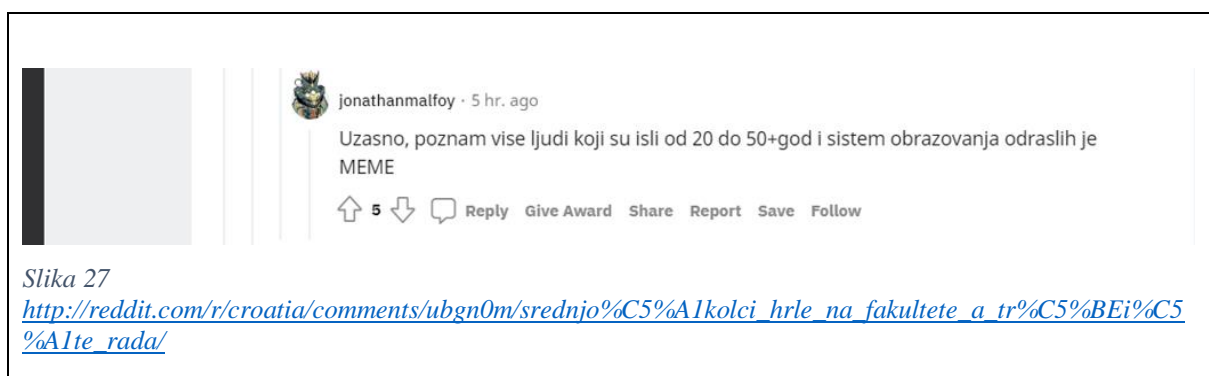 jonathanmalfoy · 5 hr. ago
Uzasno, poznam vise ljudi koji su isli od 20 do 50+god i sistem obrazovanja odraslih je
MEME
5 Reply Give Award Share Report Save Follow
Slika 27
http://reddit.com/r/croatia/comments/ubgn0m/srednjo%C5%A1kolci_hrle_na_fakultete_a_tr%C5%BEi%C5
%A1te_rada/